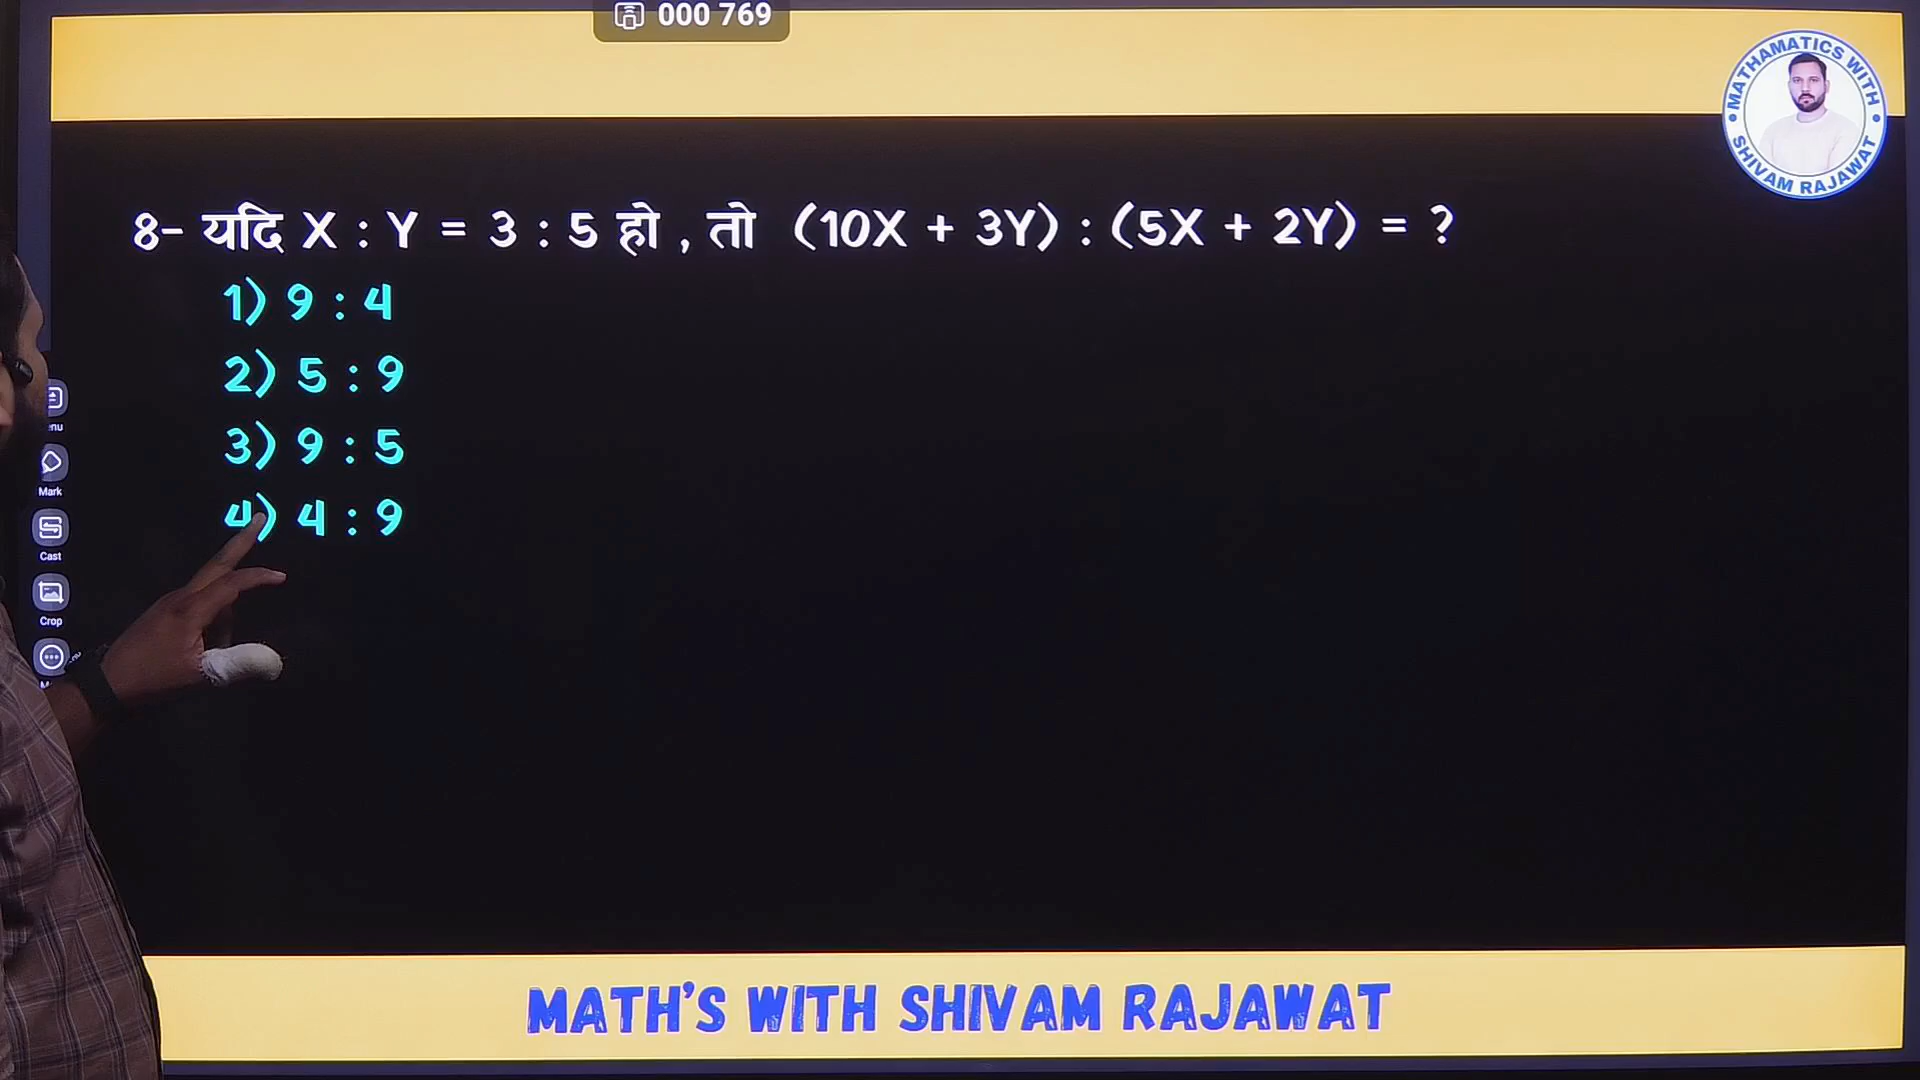 000 769
MATHAMATICS WITH
SHIVAM RAJAWAT
8- यदि X : Y = 3 : 5 हो , तो (10X + 3Y) : (5X + 2Y) = ?
1) 9 : 4
2) 5 : 9
3) 9 : 5
4) 4 : 9
enu
Mark
Cast
Crop
MATH'S WITH SHIVAM RAJAWAT